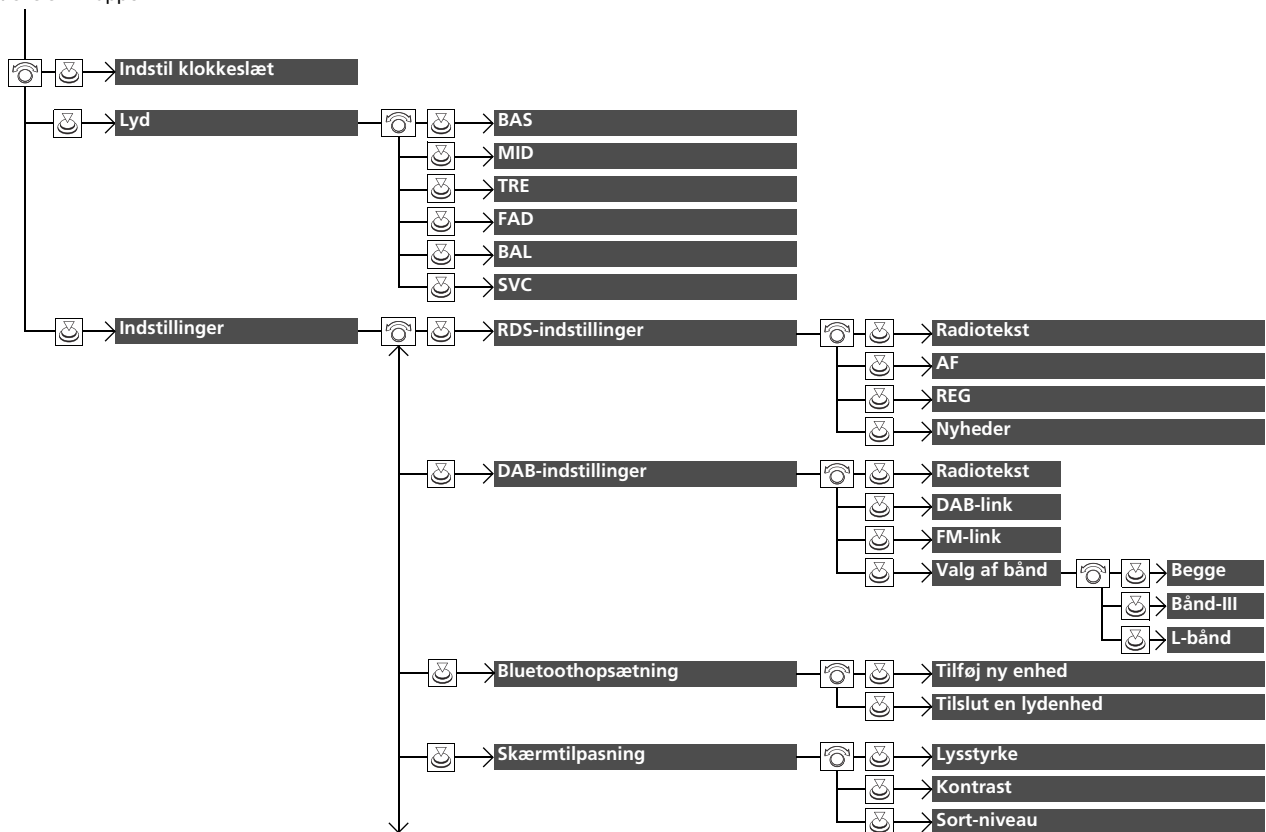 Indstil klokkeslæt
Lyd
BAS
MID
TRE
FAD
BAL
SVC
Indstillinger
RDS-indstillinger
Radiotekst
AF
REG
Nyheder
DAB-indstillinger
Radiotekst
DAB-link
FM-link
Valg af bånd
Begge
Bånd-III
L-bånd
Bluetoothopsætning
Tilføj ny enhed
Tilslut en lydenhed
Skærmtilpasning
Lysstyrke
Kontrast
Sort-niveau